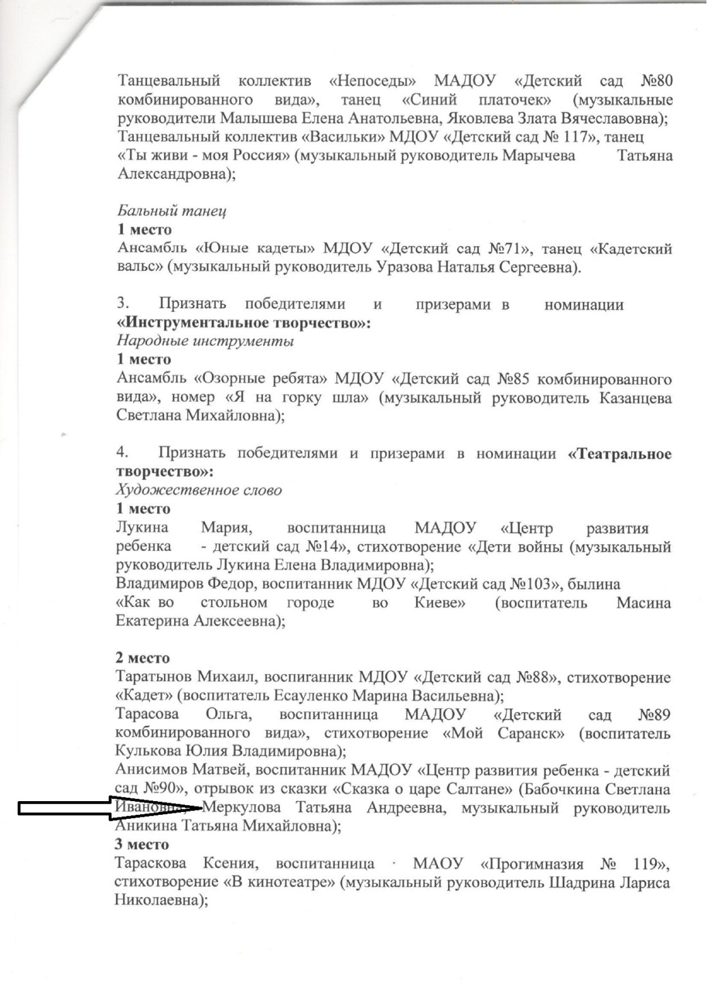 Танцевальный коллектив «Непоседы» МАДОУ «Детский сад №80
комбинированного вида», танец «Синий платочек» (музыкальные
руководители Малышева Елена Анатольевна, Яковлева Злата Вячеславовна);
Танцевальный коллектив «Васильки» МДОУ «Детский сад № 117», танец
«Ты живи - моя Россия» (музыкальный руководитель Марычева Татьяна
Александровна);
Бальный танец
1 место
Ансамбль «Юные кадеты» МДОУ «Детский сад №71», танец «Кадетский
вальс» (музыкальный руководитель Уразова Наталья Сергеевна).
3. Признать победителями и призерами в номинации
«Инструментальное творчество»:
Народные инструменты
1 место
Ансамбль «Озорные ребята» МДОУ «Детский сад №85 комбинированного
вида», номер «Я на горку шла» (музыкальный руководитель Казанцева
Светлана Михайловна);
4. Признать победителями и призерами в номинации «Театральное
творчество»:
Художественное слово
1 место
Лукина Мария, воспитанница МАДОУ «Центр развития
ребенка - детский сад №14», стихотворение «Дети войны (музыкальный
руководитель Лукина Елена Владимировна);
Владимиров Федор, воспитанник МДОУ «Детский сад №103», былина
«Как во стольном городе во Киеве» (воспитатель Масина
Екатерина Алексеевна);
2 место
Таратынов Михаил, воспитанник МДОУ «Детский сад №88», стихотворение
«Кадет» (воспитатель Есауленко Марина Васильевна);
Тарасова Ольга, воспитанница МАДОУ «Детский сад №89
комбинированного вида», стихотворение «Мой Саранск» (воспитатель
Кулькова Юлия Владимировна);
Анисимов Матвей, воспитанник МАДОУ «Центр развития ребенка - детский
сад №90», отрывок из сказки «Сказка о царе Салтане» (Бабочкина Светлана
Ивановна, Меркулова Татьяна Андреевна, музыкальный руководитель
Аникина Татьяна Михайловна);
3 место
Тараскова Ксения, воспитанница МАОУ «Прогимназия № 119»,
стихотворение «В кинотеатре» (музыкальный руководитель Шадрина Лариса
Николаевна);